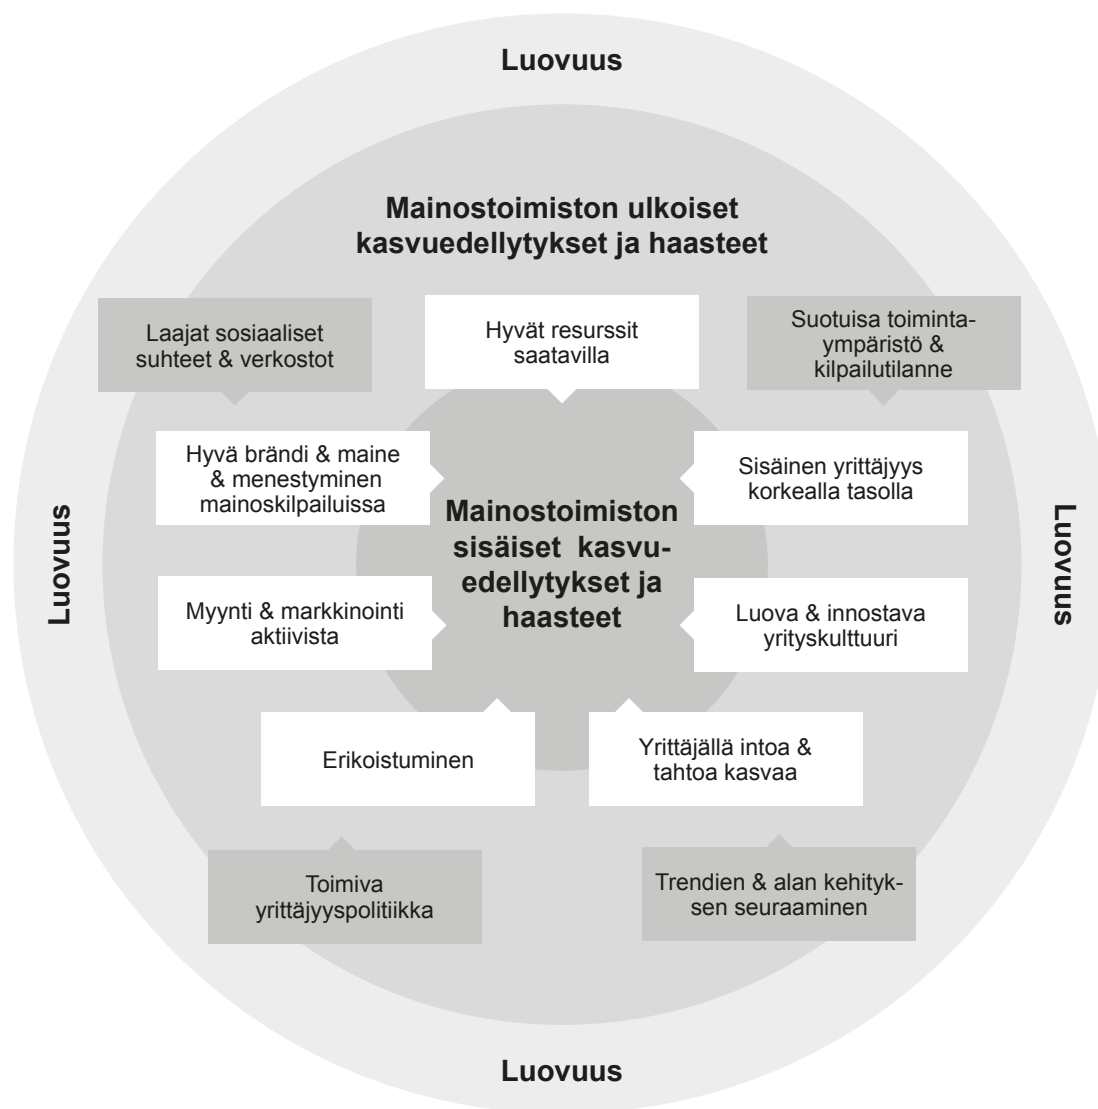 Luovuus
Mainostoimiston ulkoiset
kasvuedellytykset ja haasteet
Laajat sosiaaliset
suhteet & verkostot
Hyvät resurssit
saatavilla
Suotuisa toiminta-
ympäristö &
kilpailutilanne
Hyvä brändi & maine
& menestyminen
mainoskilpailuissa
Sisäinen yrittäjyys
korkealla tasolla
Mainostoimiston
sisäiset kasvu-
edellytykset ja
haasteet
Luovuus
Luovuus
Myynti & markkinointi
aktiivista
Luova & innostava
yrityskulttuuri
Erikoistuminen
Yrittäjällä intoa &
tahtoa kasvaa
Toimiva
yrittäjyyspolitiikka
Trendien & alan kehityk-
sen seuraaminen
Luovuus